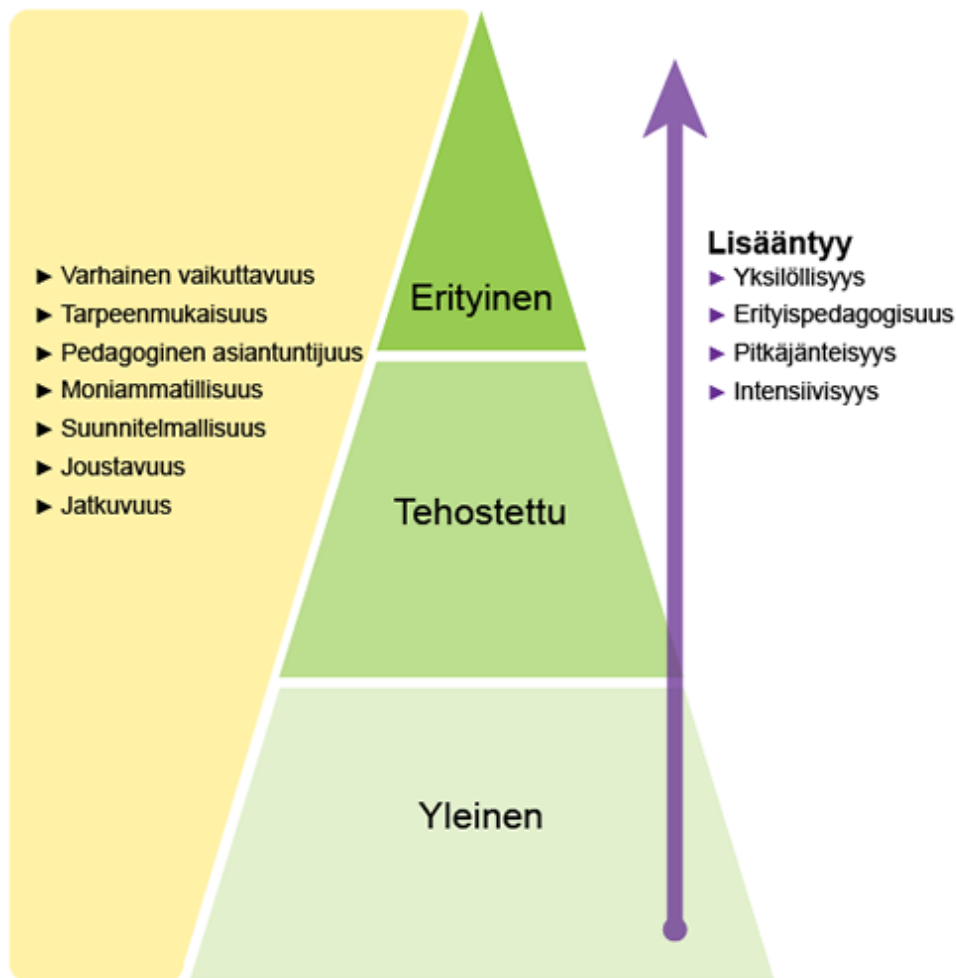 Varhainen vaikuttavuus
Tarpeenmukaisuus
Pedagoginen asiantuntijuus
Moniammatillisuus
Suunnitelmallisuus
Joustavuus
Jatkuvuus
Erityinen
Tehostettu
Yleinen
Lisääntyy
Yksilöllisyys
Erityispedagogisuus
Pitkäjänteisyys
Intensiivisyys